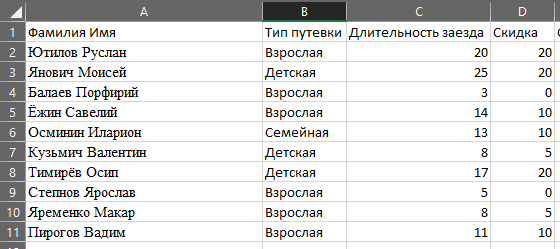 A B C D
1 Фамилия Имя Тип путевки Длительность заезда Скидка
2 Ютилов Руслан Взрослая 20 20
3 Янович Моисей Детская 25 20
4 Балаев Порфирий Взрослая 3 0
5 Ёжин Савелий Взрослая 14 10
6 Осминин Иларион Семейная 13 10
7 Кузьмич Валентин Детская 8 5
8 Тимирёв Осип Детская 17 20
9 Степнов Ярослав Взрослая 5 0
10 Яременко Макар Взрослая 8 5
11 Пирогов Вадим Взрослая 11 10